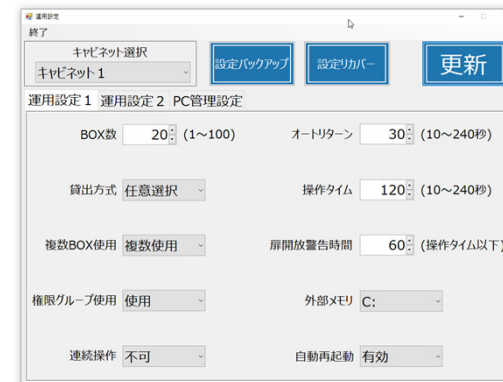 運用設定
終了
キャビネット選択
キャビネット 1
設定バックアップ
設定リカバー
更新
運用設定 1 運用設定 2 PC管理設定
BOX数 20 (1～100) オートリターン 30 (10～240秒)
貸出方式 任意選択 操作タイム 120 (10～240秒)
複数BOX使用 複数使用 扉開放警告時間 60 (操作タイム以下)
権限グループ使用 使用 外部メモリ C:
連続操作 不可 自動再起動 有効